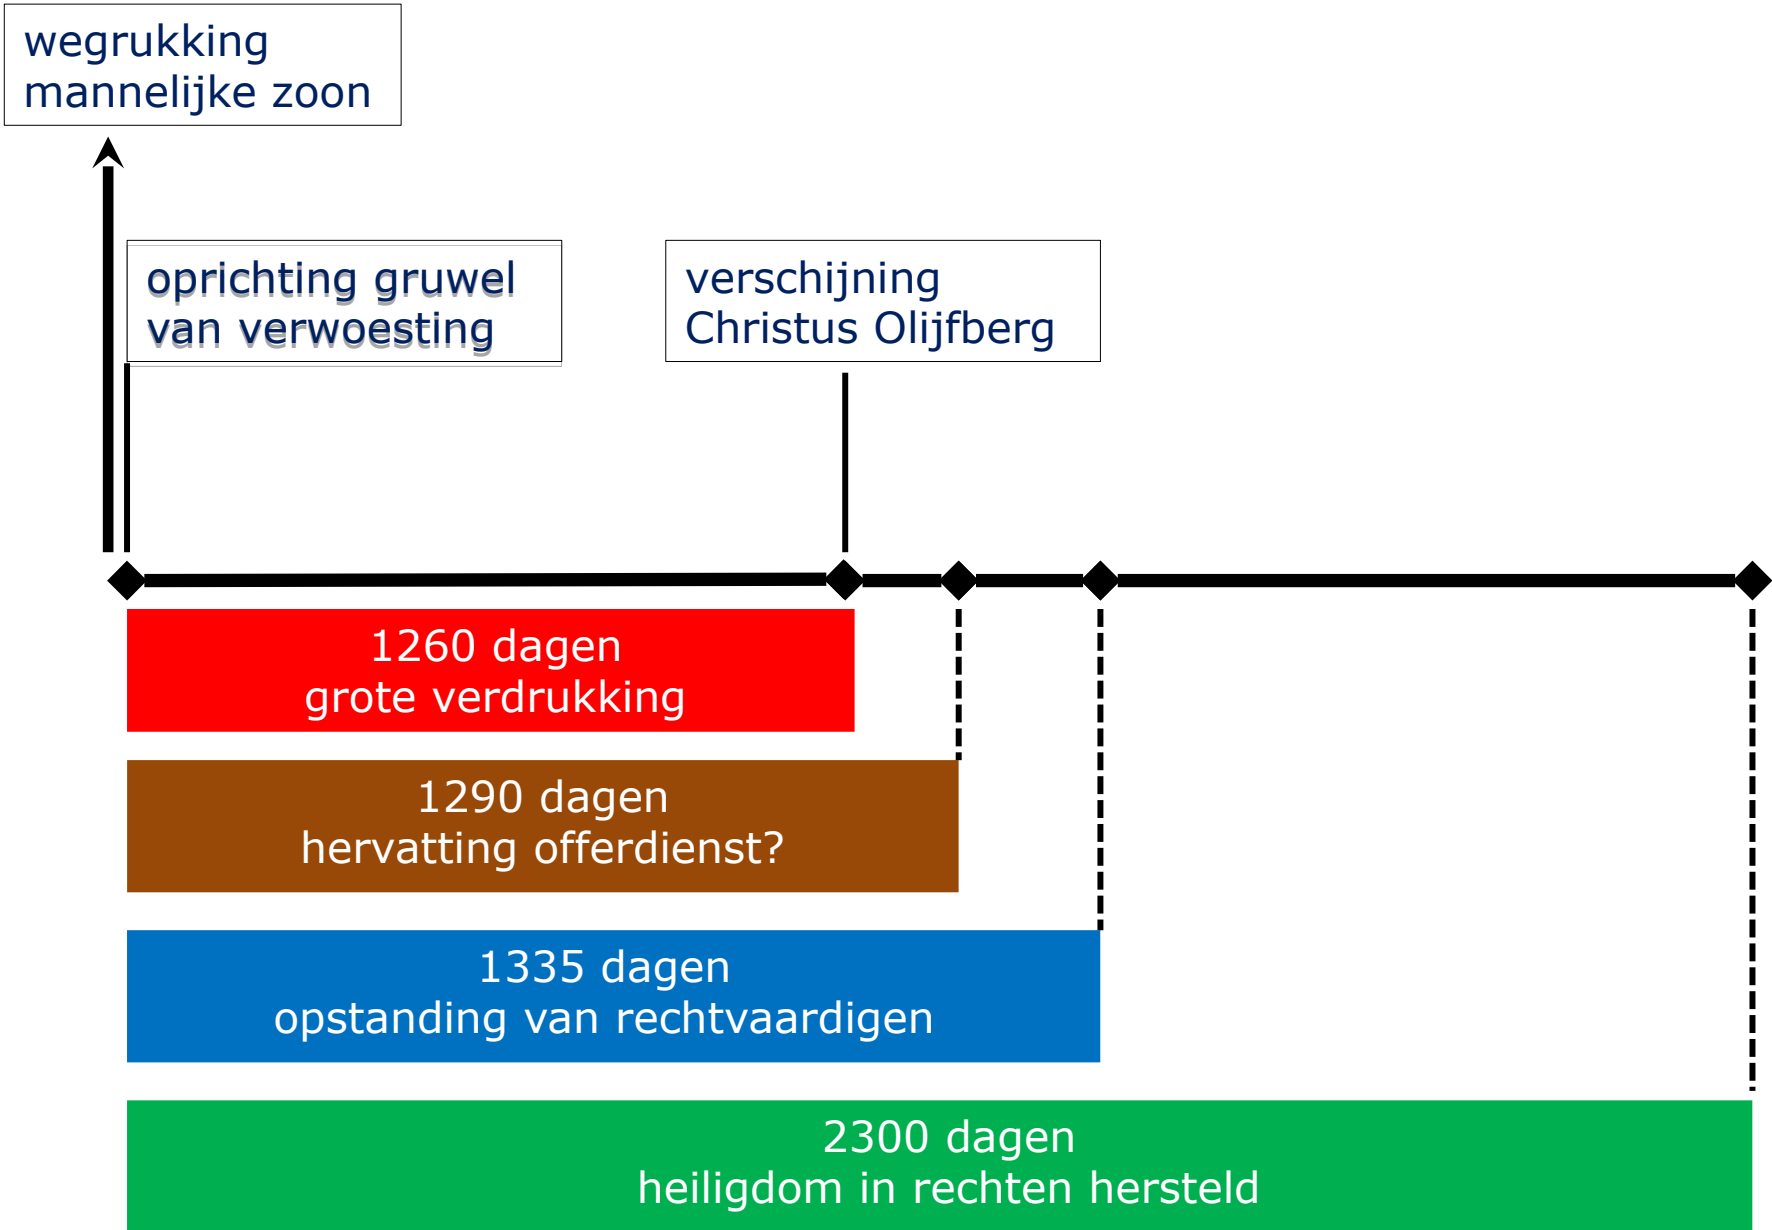 wegrukking
mannelijke zoon
oprichting gruwel
van verwoesting
verschijning
Christus Olijfberg
1260 dagen
grote verdrukking
1290 dagen
hervatting offerdienst?
1335 dagen
opstanding van rechtvaardigen
2300 dagen
heiligdom in rechten hersteld